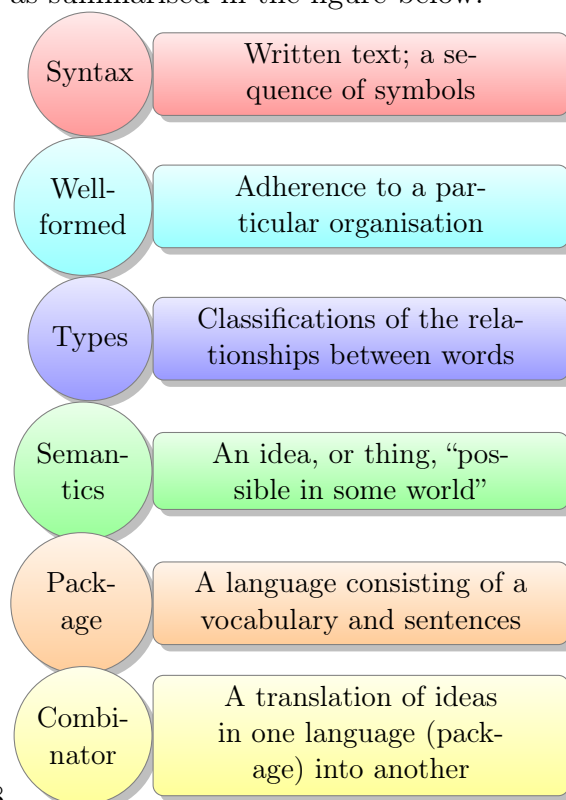 as summarised in the figure below.
Syntax
Written text; a se-
quence of symbols
Well-
formed
Adherence to a par-
ticular organisation
Types
Classifications of the rela-
tionships between words
Seman-
tics
An idea, or thing, “pos-
sible in some world”
Pack-
age
A language consisting of a
vocabulary and sentences
Combi-
nator
A translation of ideas
in one language (pack-
age) into another